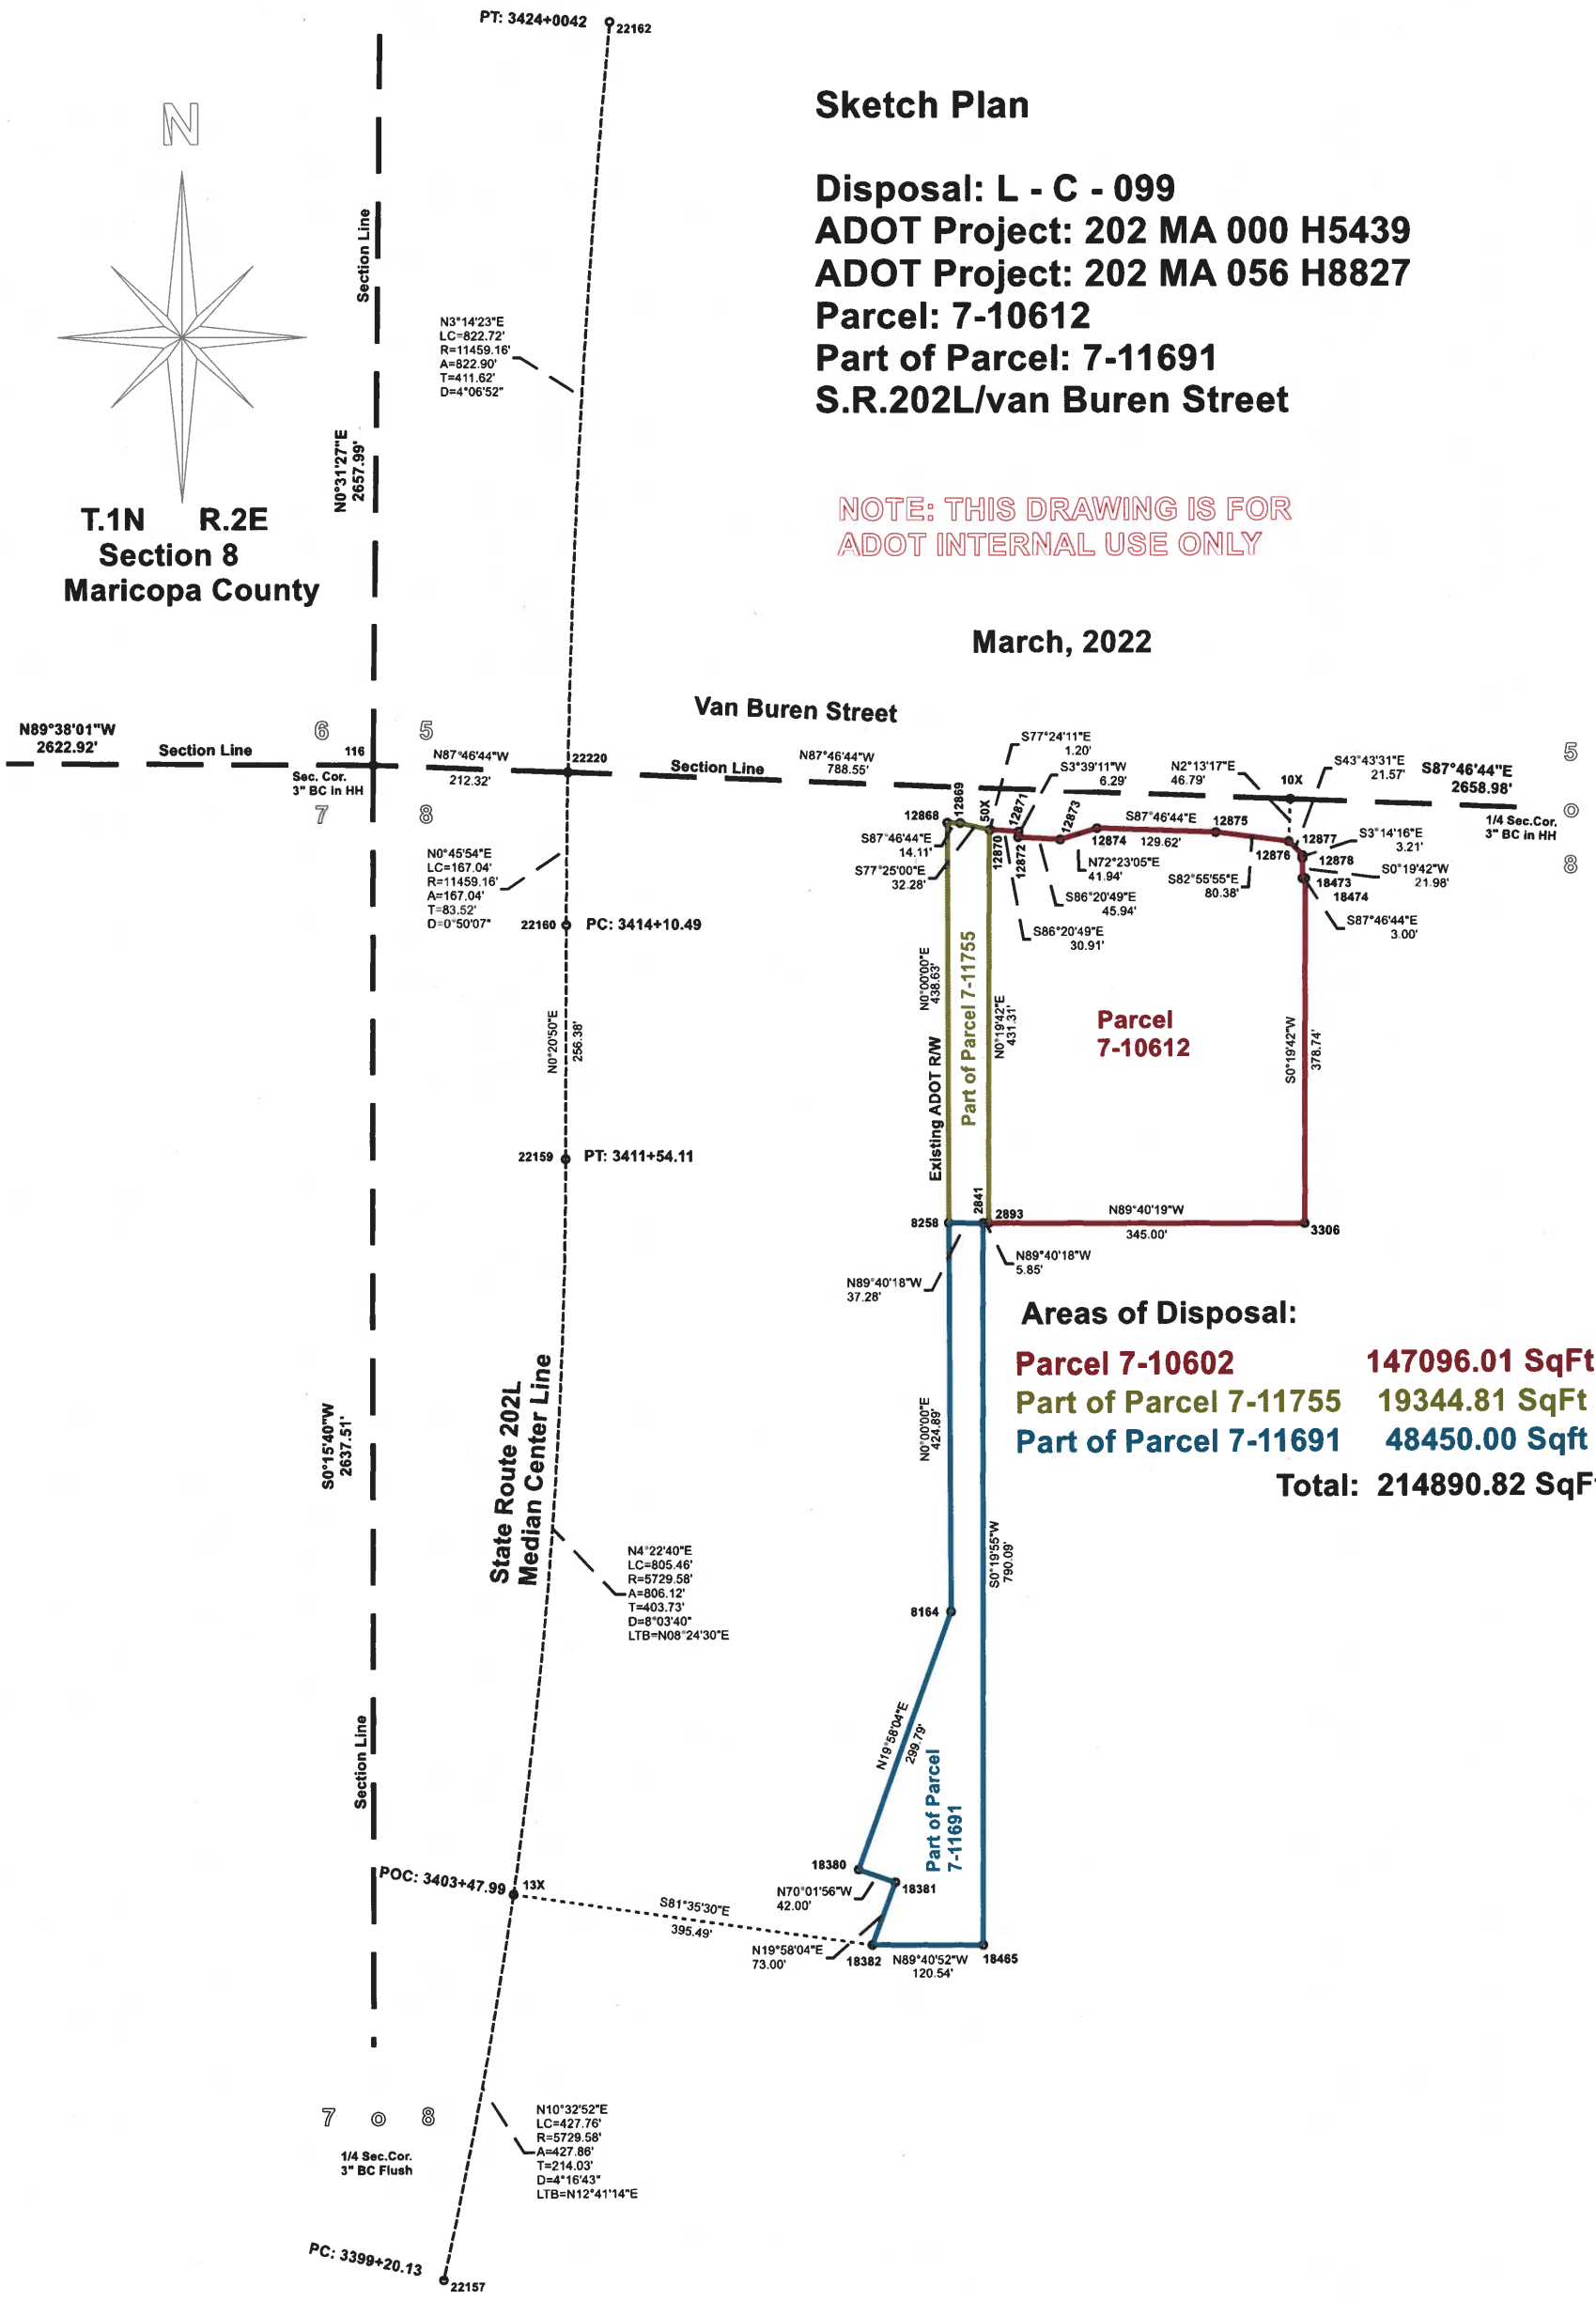 PT: 3424+0042
22162
N
Sketch Plan
Disposal: L - C - 099
ADOT Project: 202 MA 000 H5439
ADOT Project: 202 MA 056 H8827
Parcel: 7-10612
Part of Parcel: 7-11691
S.R.202L/van Buren Street
NOTE: THIS DRAWING IS FOR
ADOT INTERNAL USE ONLY
March, 2022
Section Line
N3°14'23"E
LC=822.72'
R=11459.16'
A=822.90'
T=411.62'
D=4°06'52"
N0°31'27"E
2657.99'
T.1N R.2E
Section 8
Maricopa County
Van Buren Street
N89°38'01"W
2622.92'
Section Line
6 5
116
Sec. Cor.
3" BC in HH
7 8
N87°46'44"W
212.32'
22220
Section Line
N87°46'44"W
788.55'
S77°24'11"E
1.20'
S3°39'11"W
6.29'
N2°13'17"E
46.79'
10X
S43°43'31"E
21.57'
S87°46'44"E
2658.98'
5
o
8
1/4 Sec.Cor.
3" BC in HH
12868
12869
50X
12871
12873
12870
12872
12874
S87°46'44"E
129.62'
12875
12876
12877
12878
18473
18474
S3°14'16"E
3.21'
S0°19'42"W
21.98'
S87°46'44"E
3.00'
S87°46'44"E
14.11'
S77°25'00"E
32.28'
N72°23'05"E
41.94'
S82°55'55"E
80.38'
S86°20'49"E
45.94'
S86°20'49"E
30.91'
N0°45'54"E
LC=167.04'
R=11459.16'
A=167.04'
T=83.52'
D=0°50'07"
22160
PC: 3414+10.49
N0°20'50"E
256.38'
22159
PT: 3411+54.11
N0°00'00"E
438.63'
Existing ADOT R/W
Part of Parcel 7-11755
N0°19'42"E
431.31'
Parcel
7-10612
S0°19'42"W
378.74'
8258
2841
2893
N89°40'19"W
345.00'
3306
N89°40'18"W
5.85'
N89°40'18"W
37.28'
Areas of Disposal:
Parcel 7-10602 147096.01 SqFt
Part of Parcel 7-11755 19344.81 SqFt
Part of Parcel 7-11691 48450.00 Sqft
Total: 214890.82 SqF
S0°15'40"W
2637.51'
State Route 202L
Median Center Line
N0°00'00"E
424.89'
S0°19'55"W
790.09'
N4°22'40"E
LC=805.46'
R=5729.58'
A=806.12'
T=403.73'
D=8°03'40"
LTB=N08°24'30"E
8164
N19°58'04"E
299.79'
Part of Parcel
7-11691
Section Line
POC: 3403+47.99
13X
S81°35'30"E
395.49'
18380
N70°01'56"W
42.00'
18381
N19°58'04"E
73.00'
18382
N89°40'52"W
120.54'
18465
7 o 8
1/4 Sec.Cor.
3" BC Flush
N10°32'52"E
LC=427.76'
R=5729.58'
A=427.86'
T=214.03'
D=4°16'43"
LTB=N12°41'14"E
PC: 3399+20.13
22157